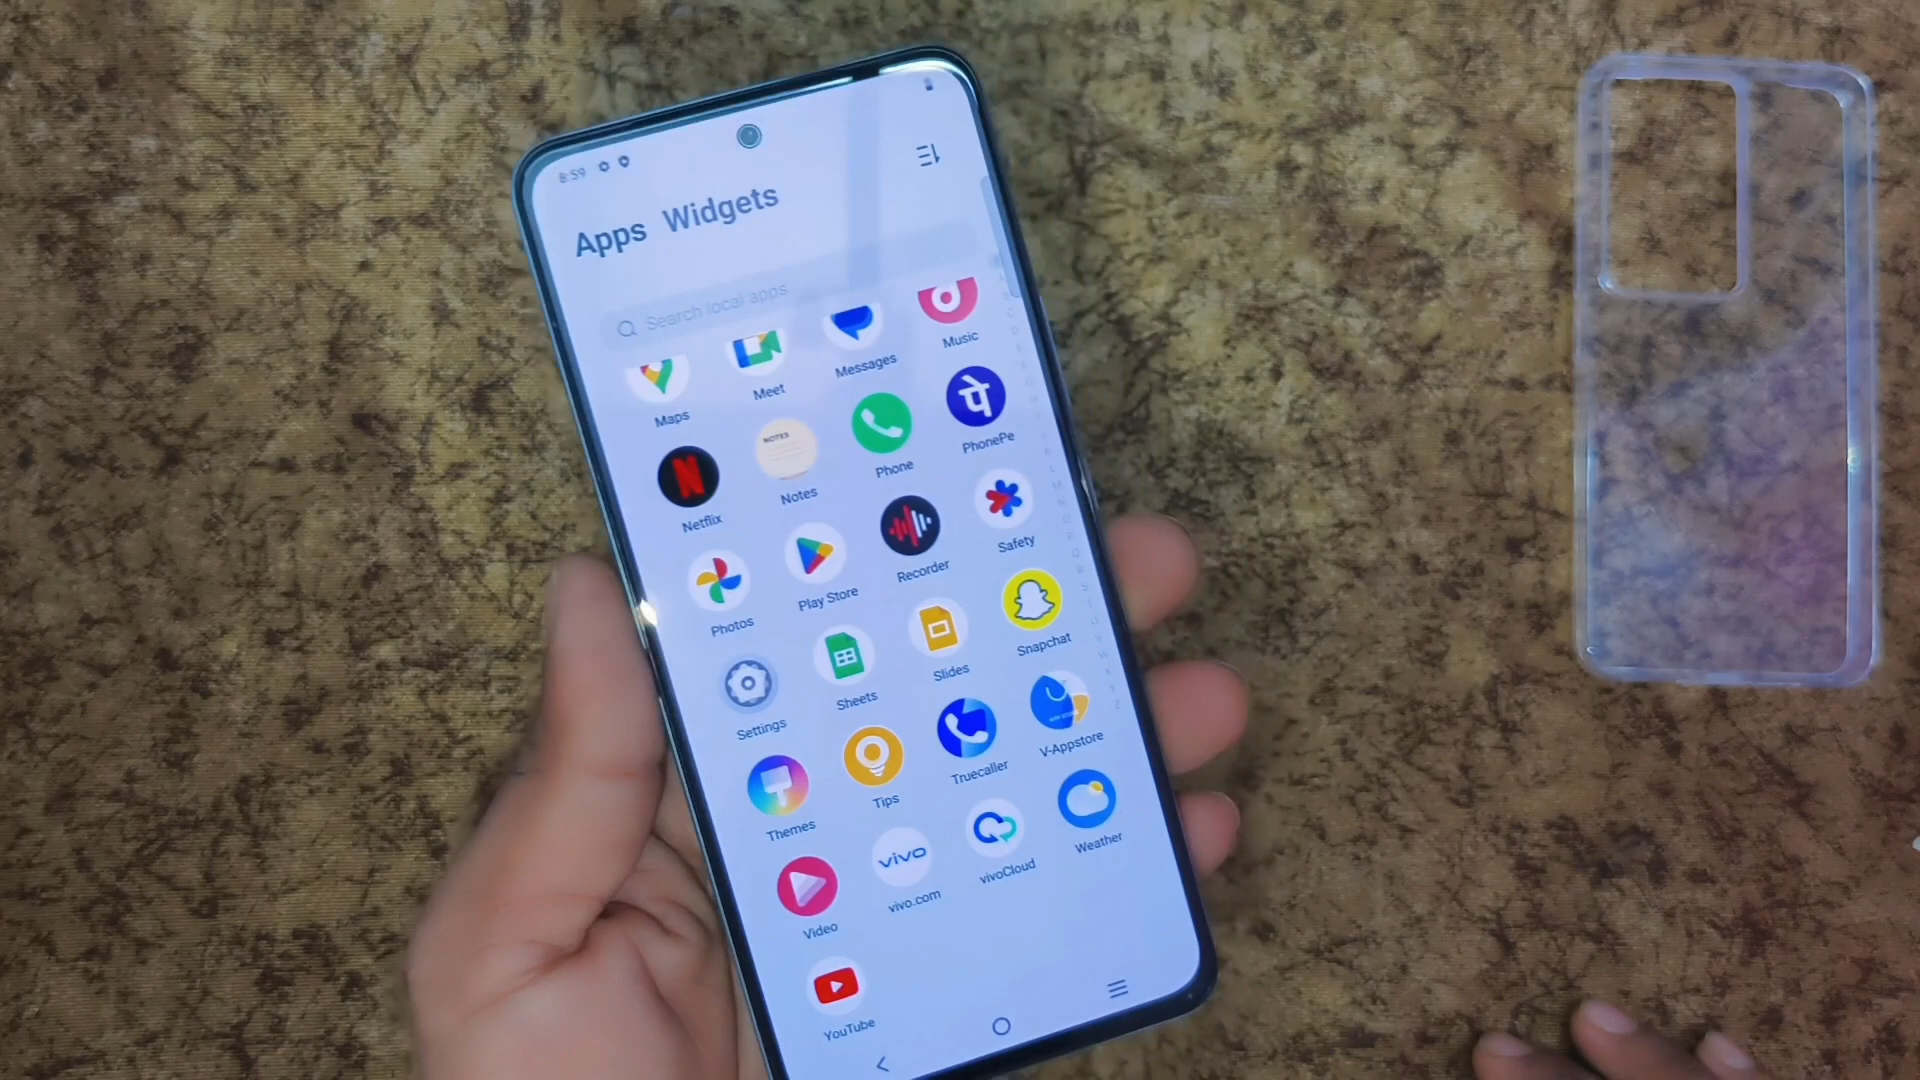 8:59
Apps Widgets
Search local apps
Maps Meet Messages Music
Netflix Notes Phone PhonePe
NOTES
पे
Photos Play Store Recorder Safety
Settings Sheets Slides Snapchat
Themes Tips Truecaller V-Appstore
Video vivo.com vivoCloud Weather
vivo
YouTube